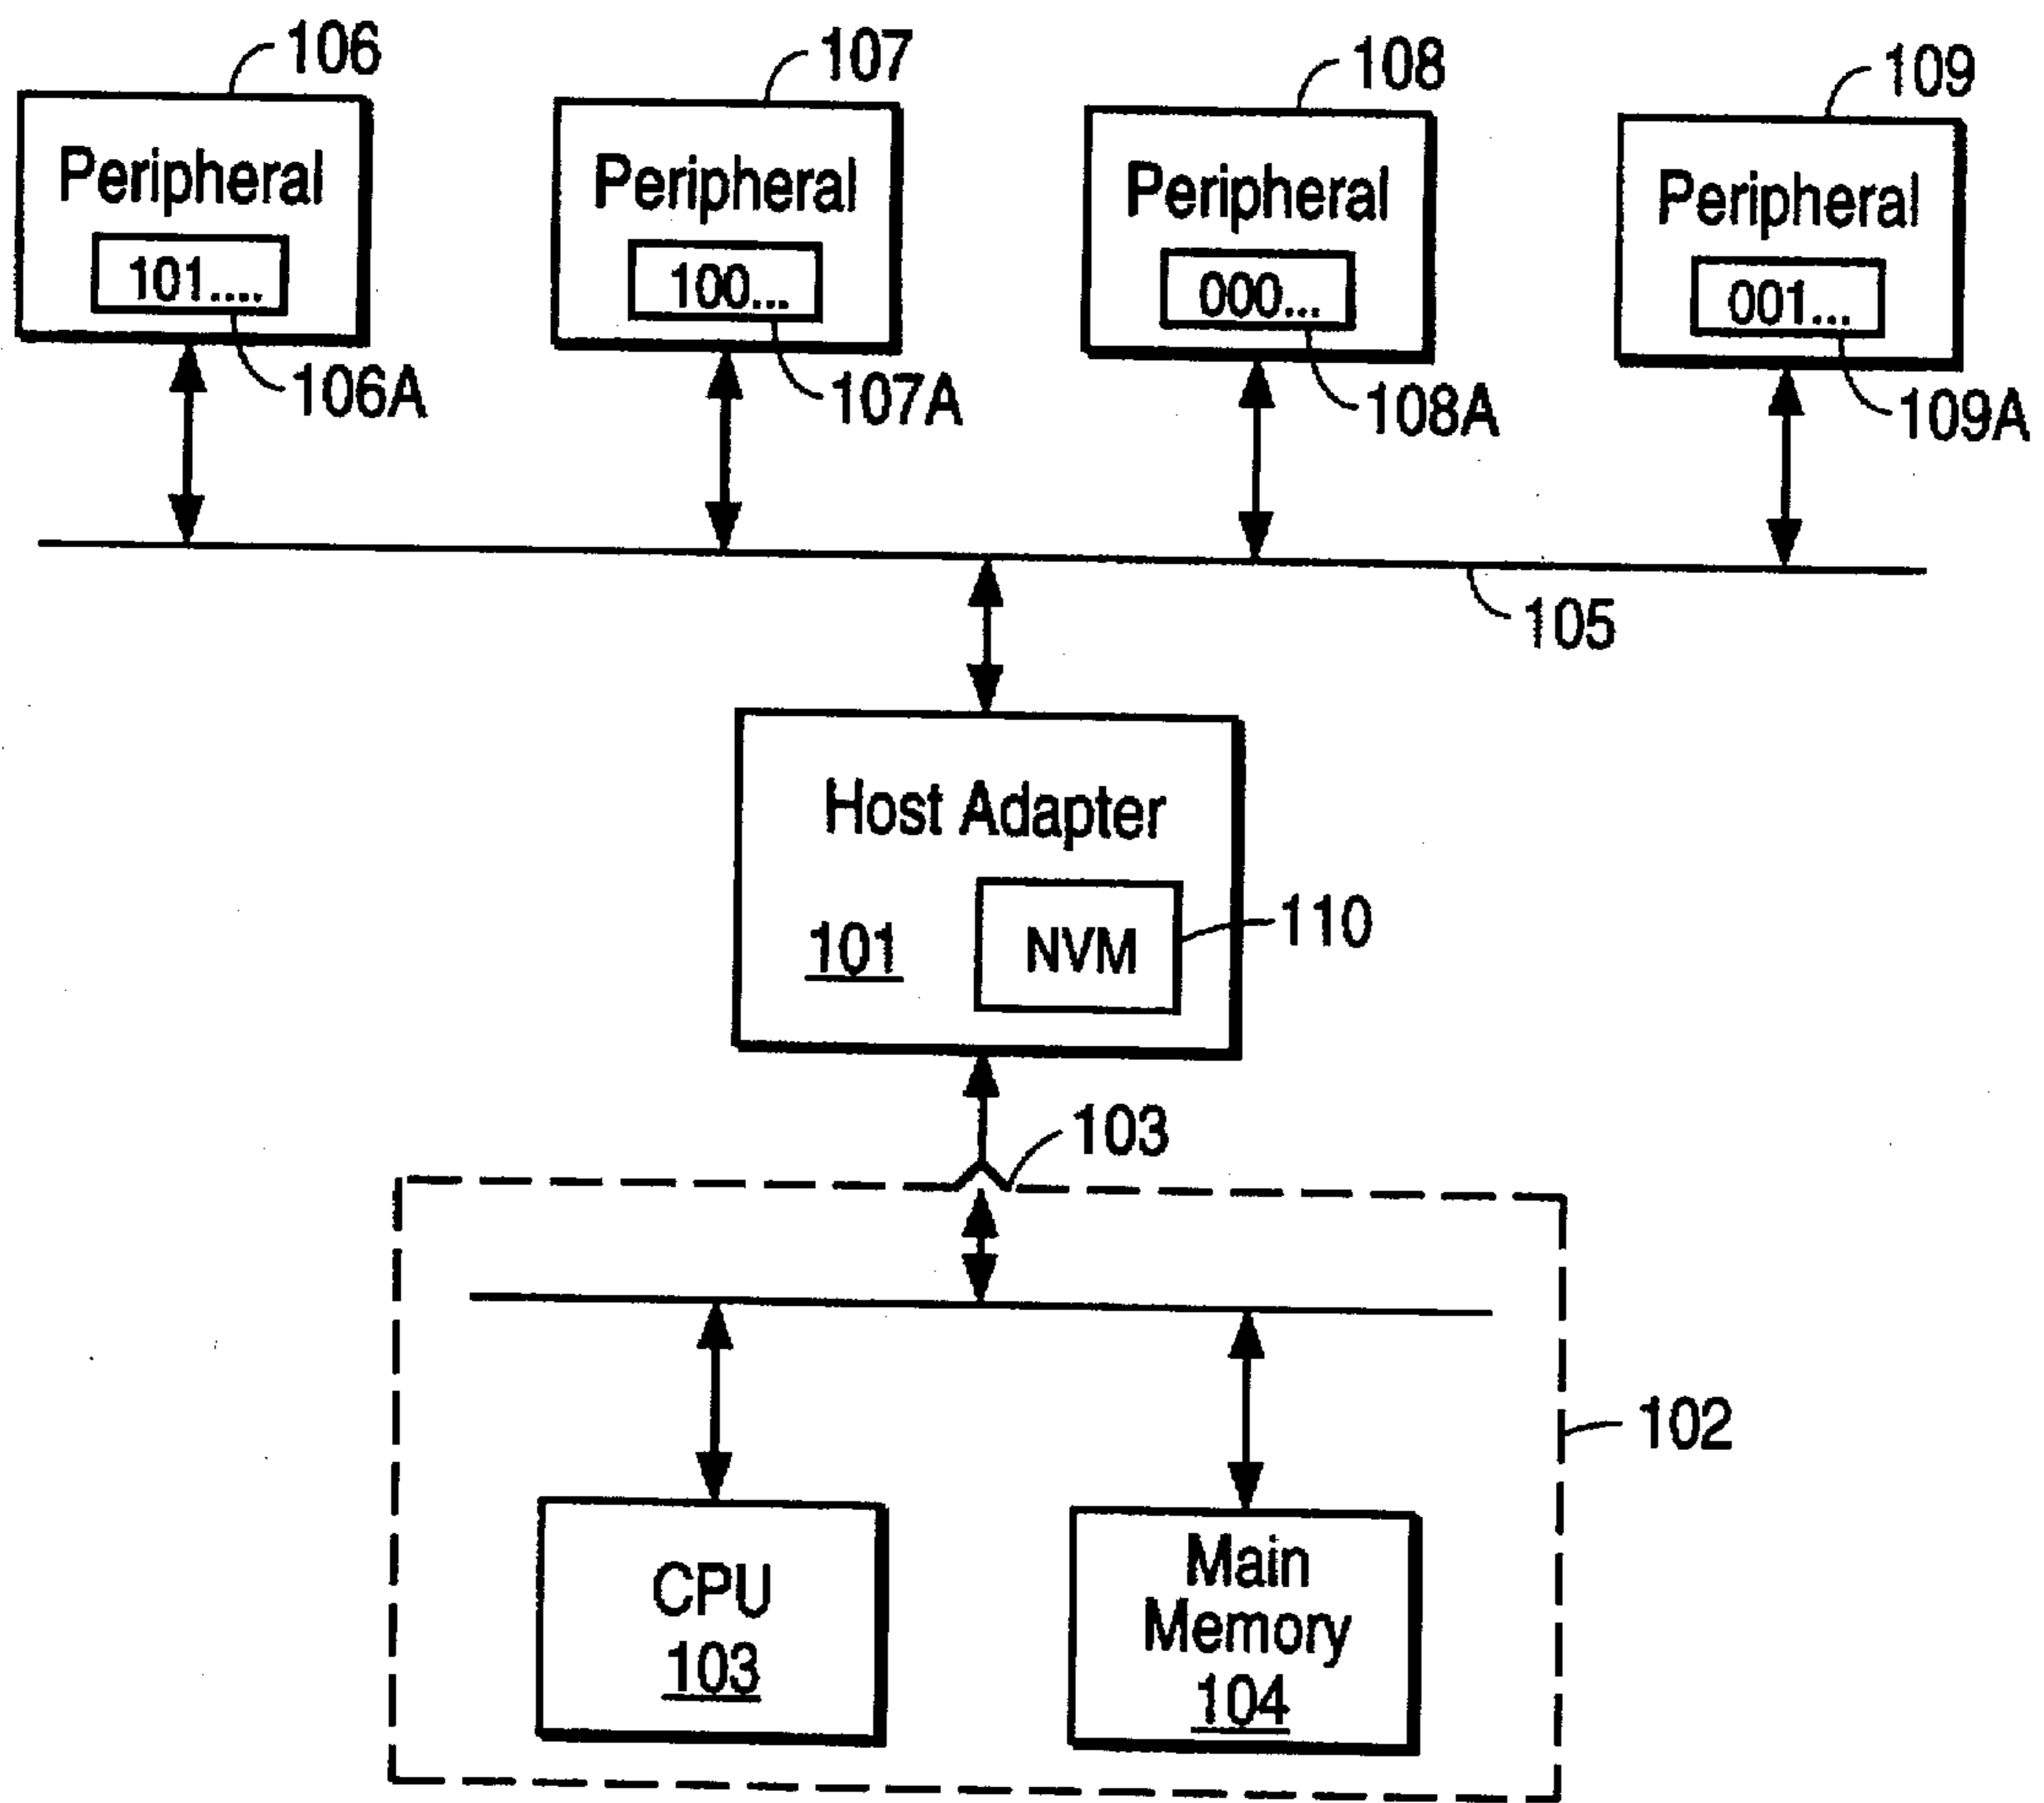 106
107
108
109
Peripheral
Peripheral
Peripheral
Peripheral
101....
100...
000...
001...
106A
107A
108A
109A
105
Host Adapter
101
NVM
110
103
102
CPU
103
Main
Memory
104